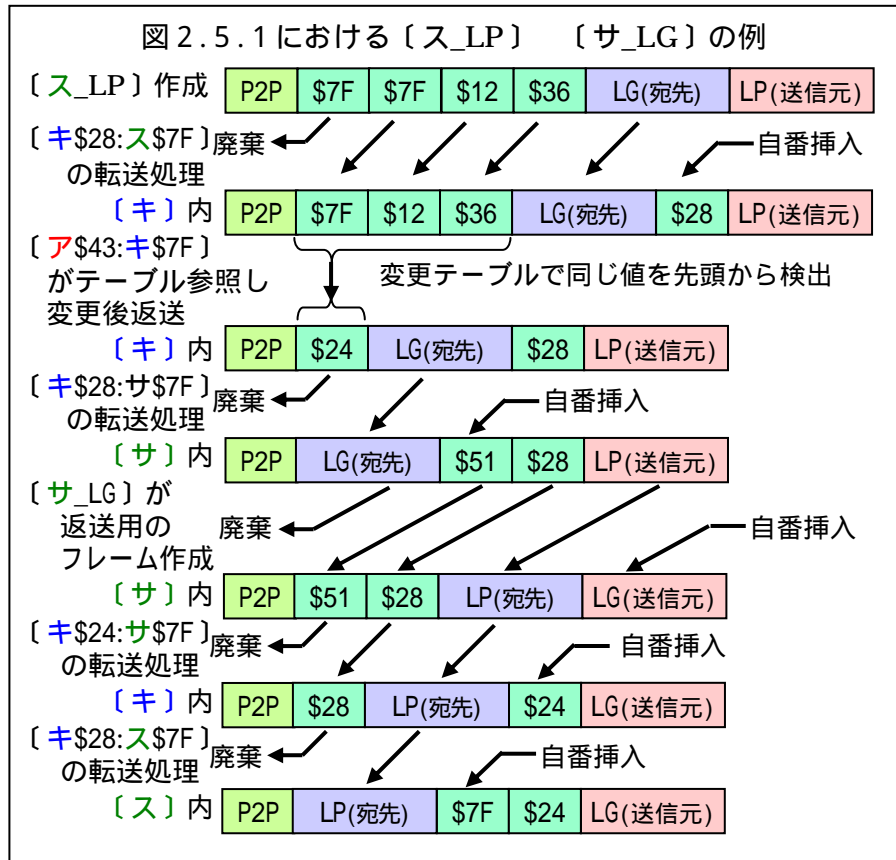 図2.5.1における〔ス_LP〕　〔サ_LG〕の例
〔ス_LP〕作成
P2P $7F $7F $12 $36 LG(宛先) LP(送信元)
〔キ$28:ス$7F〕
の転送処理
廃棄
自番挿入
〔キ〕内
P2P $7F $12 $36 LG(宛先) $28 LP(送信元)
〔ア$43:キ$7F〕
がテーブル参照し
変更後返送
変更テーブルで同じ値を先頭から検出
〔キ〕内
P2P $24 LG(宛先) $28 LP(送信元)
〔キ$28:サ$7F〕
の転送処理
廃棄
自番挿入
〔サ〕内
P2P LG(宛先) $51 $28 LP(送信元)
〔サ_LG〕が
返送用の
フレーム作成
廃棄
自番挿入
〔サ〕内
P2P $51 $28 LP(宛先) LG(送信元)
〔キ$24:サ$7F〕
の転送処理
廃棄
自番挿入
〔キ〕内
P2P $28 LP(宛先) $24 LG(送信元)
〔キ$28:ス$7F〕
の転送処理
廃棄
自番挿入
〔ス〕内
P2P LP(宛先) $7F $24 LG(送信元)